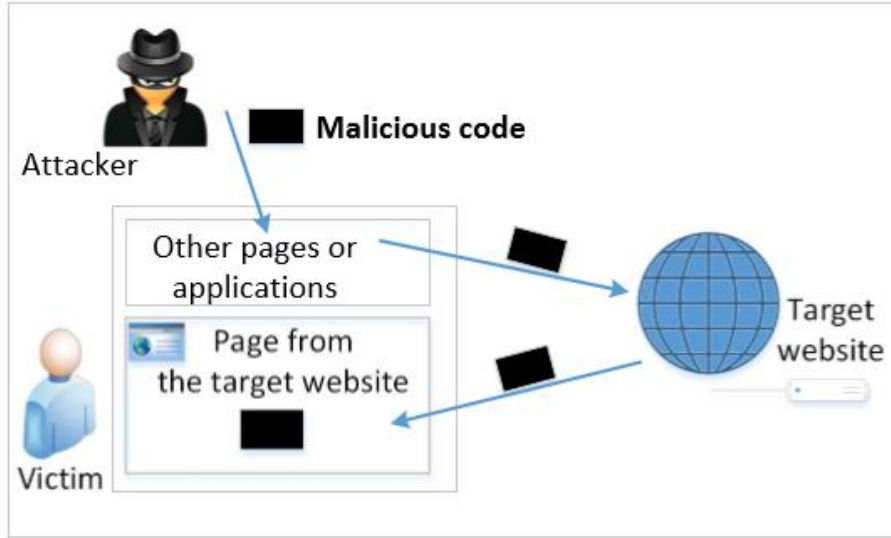 Malicious code
Attacker
Other pages or
applications
Page from
the target website
Target
website
Victim